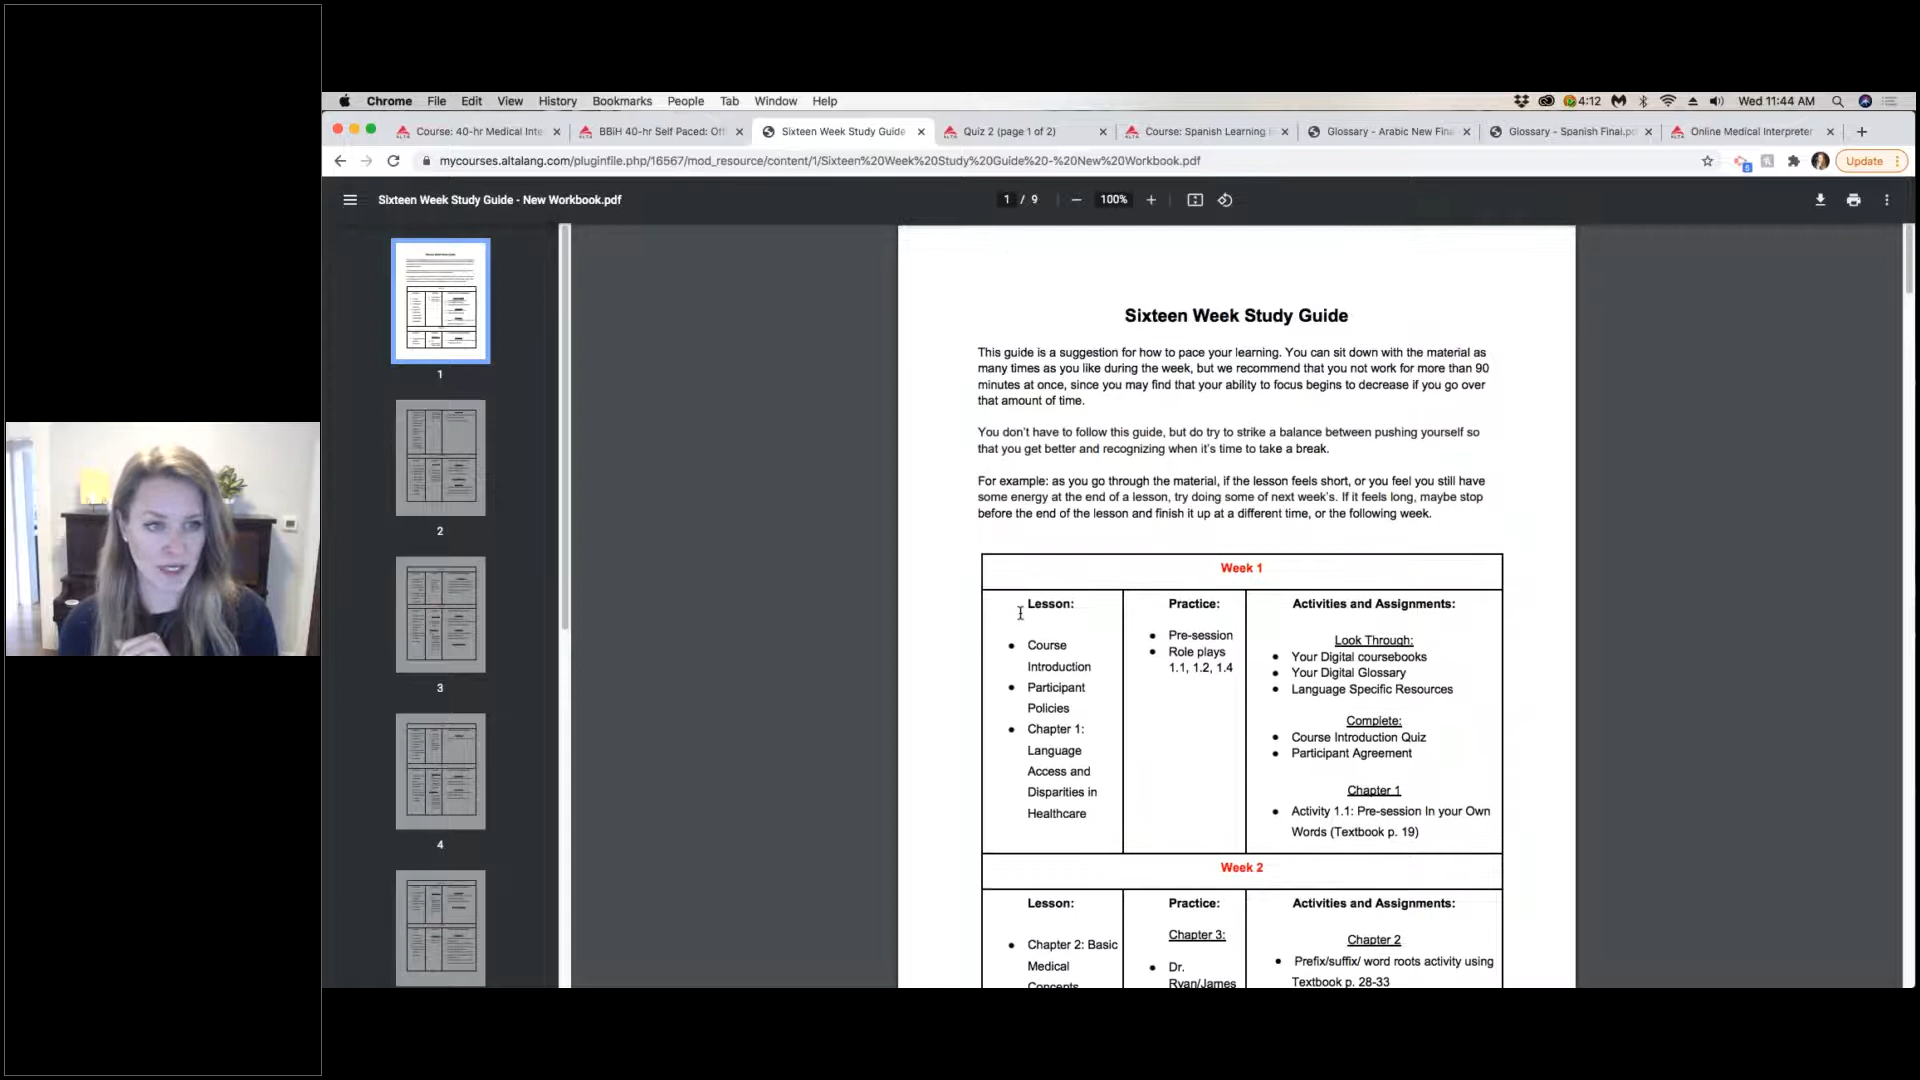 Chrome File Edit View History Bookmarks People Tab Window Help
4:12 Wed 11:44 AM
Course: 40-hr Medical Inte
BBiH 40-hr Self Paced: Off
Sixteen Week Study Guide
Quiz 2 (page 1 of 2)
Course: Spanish Learning
Glossary - Arabic New Fina
Glossary - Spanish Final.pd
Online Medical Interpreter
mycourses.altalang.com/pluginfile.php/16567/mod_resource/content/1/Sixteen%20Week%20Study%20Guide%20-%20New%20Workbook.pdf
Update
Sixteen Week Study Guide - New Workbook.pdf
1 / 9
100%
1
2
3
4
Sixteen Week Study Guide
This guide is a suggestion for how to pace your learning. You can sit down with the material as
many times as you like during the week, but we recommend that you not work for more than 90
minutes at once, since you may find that your ability to focus begins to decrease if you go over
that amount of time.
You don't have to follow this guide, but do try to strike a balance between pushing yourself so
that you get better and recognizing when it's time to take a break.
For example: as you go through the material, if the lesson feels short, or you feel you still have
some energy at the end of a lesson, try doing some of next week's. If it feels long, maybe stop
before the end of the lesson and finish it up at a different time, or the following week.
Week 1
Lesson:
Course
Introduction
Participant
Policies
Chapter 1:
Language
Access and
Disparities in
Healthcare
Practice:
Pre-session
Role plays
1.1, 1.2, 1.4
Activities and Assignments:
Look Through:
Your Digital coursebooks
Your Digital Glossary
Language Specific Resources
Complete:
Course Introduction Quiz
Participant Agreement
Chapter 1
Activity 1.1: Pre-session In your Own
Words (Textbook p. 19)
Week 2
Lesson:
Chapter 2: Basic
Medical
Concepts
Practice:
Chapter 3:
Dr.
Ryan/James
Activities and Assignments:
Chapter 2
Prefix/suffix/ word roots activity using
Textbook p. 28-33